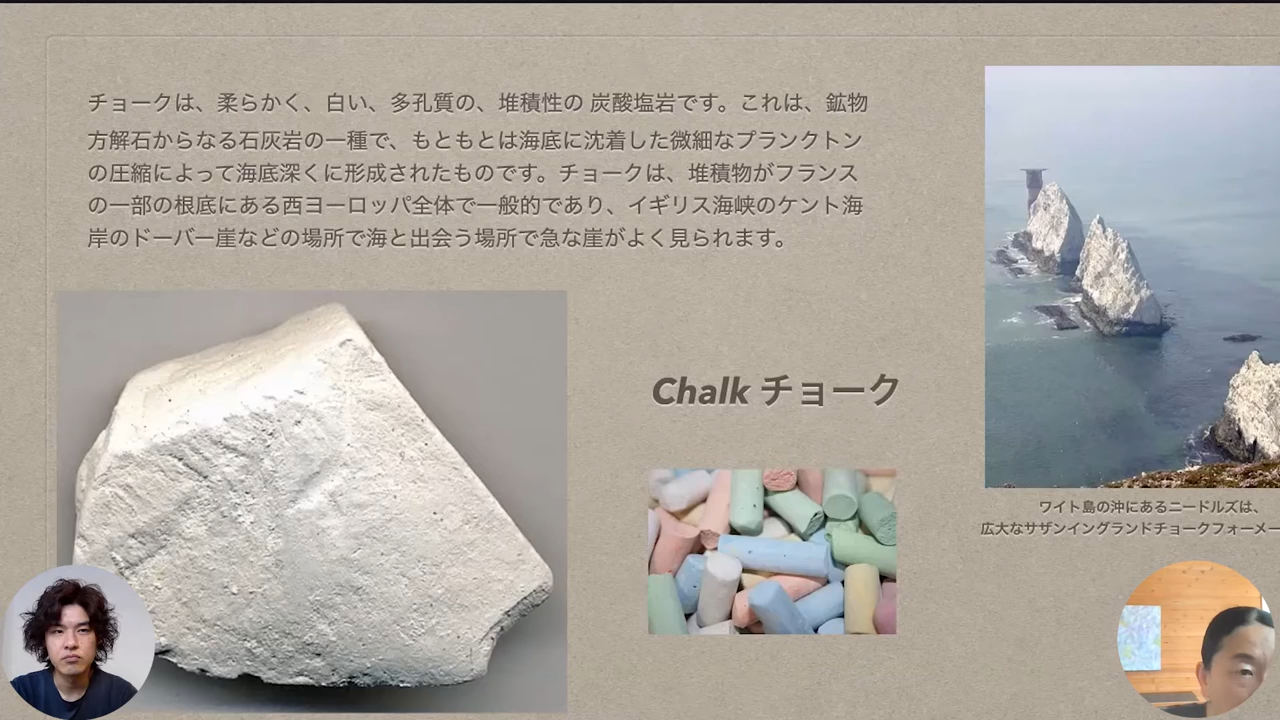 チョークは、柔らかく、白い、多孔質の、堆積性の 炭酸塩岩です。これは、鉱物
方解石からなる石灰岩の一種で、もともとは海底に沈着した微細なプランクトン
の圧縮によって海底深くに形成されたものです。チョークは、堆積物がフランス
の一部の根底にある西ヨーロッパ全体で一般的であり、イギリス海峡のケント海
岸のドーバー崖などの場所で海と出会う場所で急な崖がよく見られます。
Chalk チョーク
ワイト島の沖にあるニードルズは、
広大なサザンイングランドチョークフォーメー